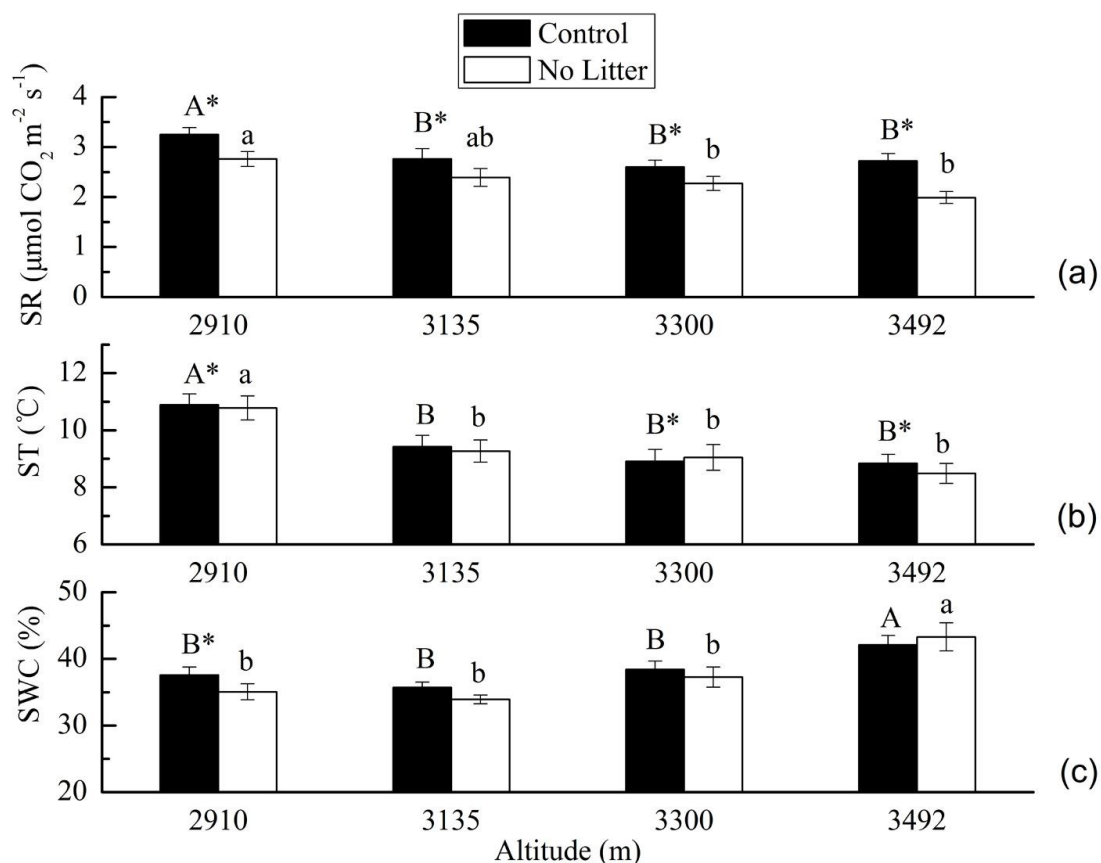 Control
No Litter
SR (μmol CO2 m-2 s-1)
4
3
2
1
0
A*
a
B*
ab
B*
b
B*
b
2910
3135
3300
3492
(a)
ST (℃)
12
10
8
6
A*
a
B
b
B*
b
B*
b
2910
3135
3300
3492
(b)
SWC (%)
50
40
30
20
B*
b
B
b
B
b
A
a
2910
3135
3300
3492
(c)
Altitude (m)